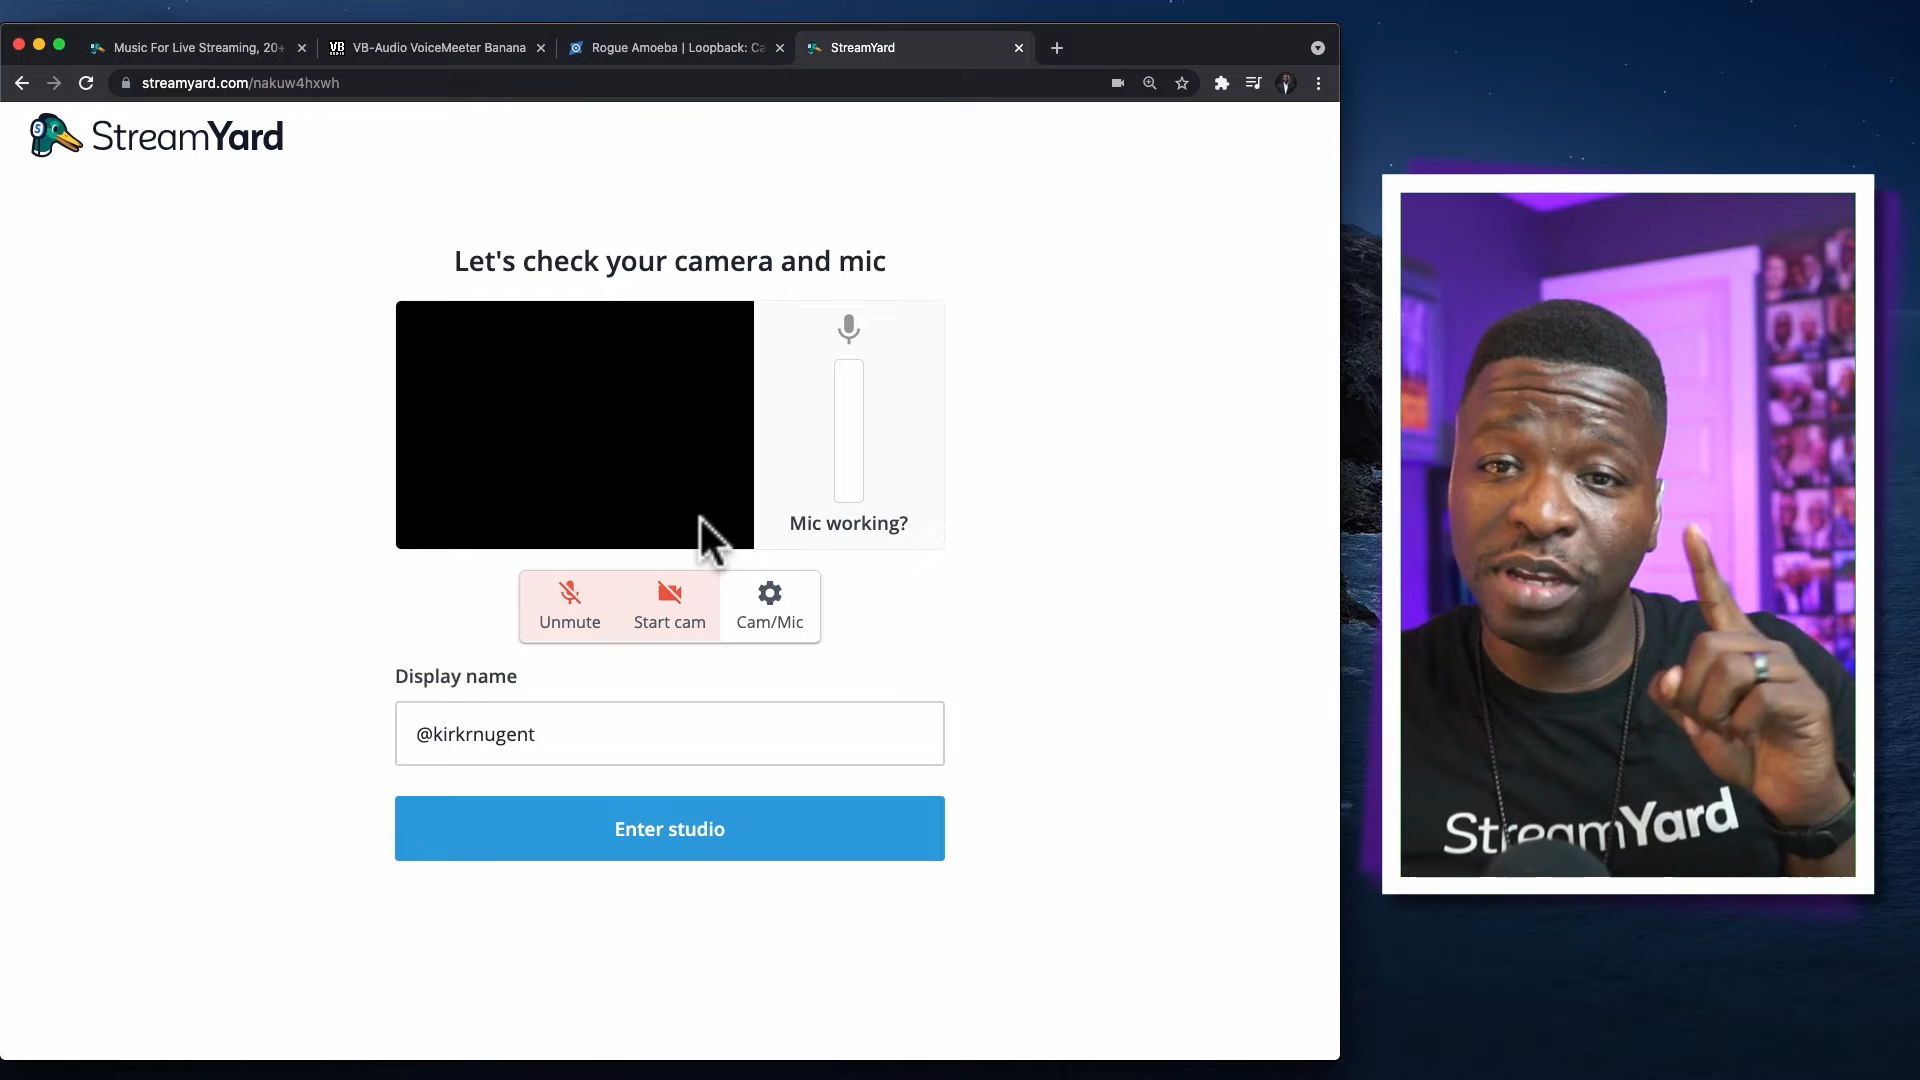 Music For Live Streaming, 20+
VB-Audio VoiceMeeter Banana
Rogue Amoeba | Loopback: Ca
StreamYard
streamyard.com/nakuw4hxwh
StreamYard
Let's check your camera and mic
Mic working?
Unmute
Start cam
Cam/Mic
Display name
@kirkrnugent
Enter studio
StreamYard